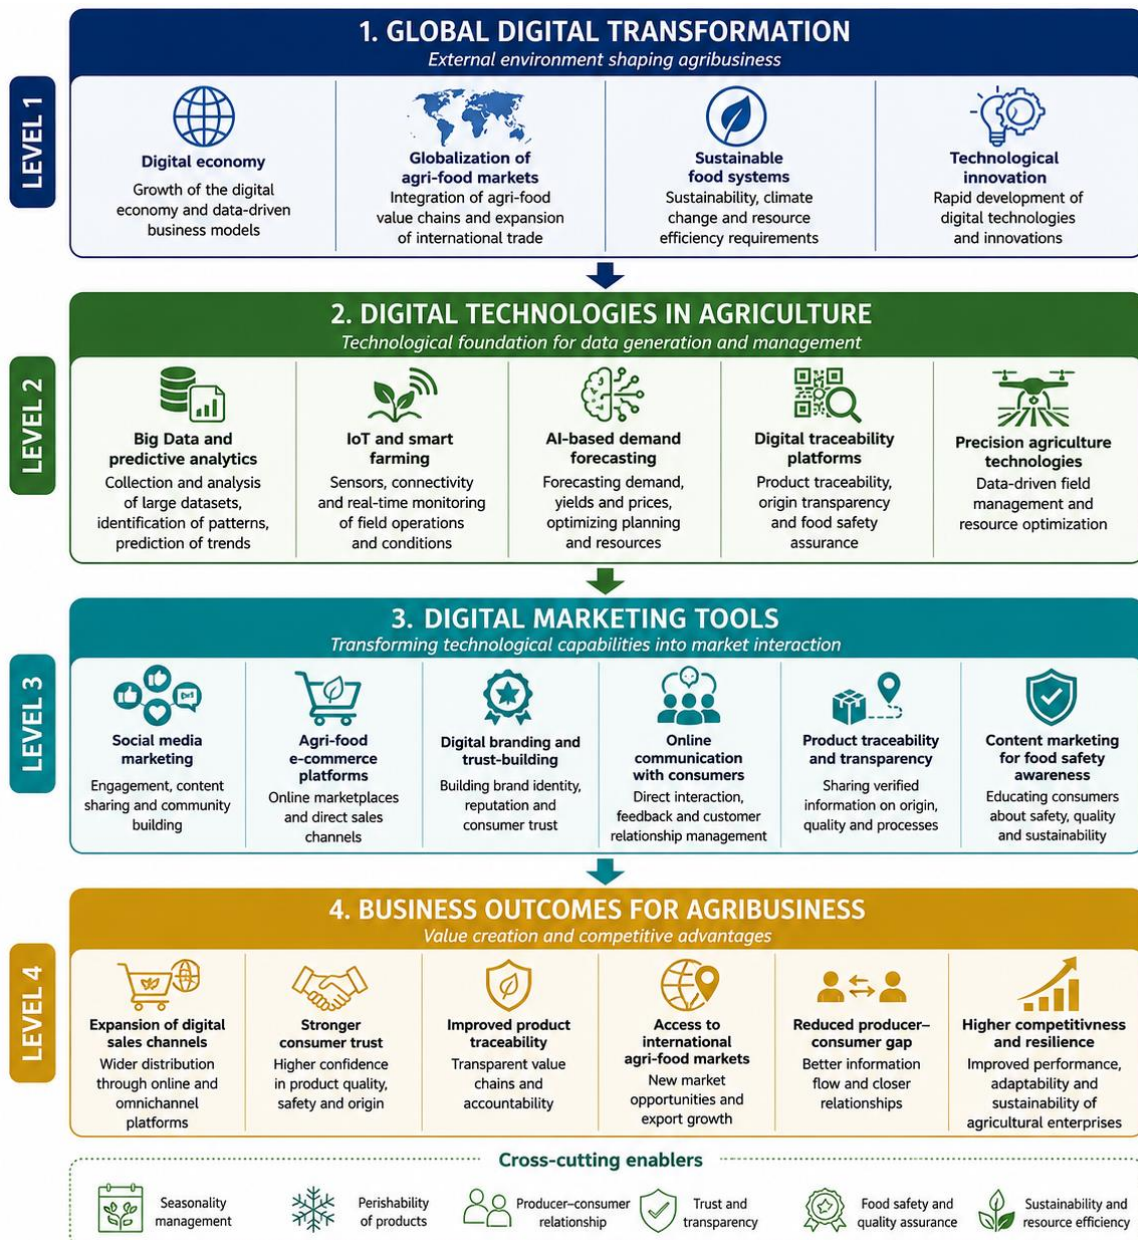 1. GLOBAL DIGITAL TRANSFORMATION
External environment shaping agribusiness
LEVEL 1
Digital economy
Growth of the digital
economy and data-driven
business models
Globalization of
agri-food markets
Integration of agri-food
value chains and expansion
of international trade
Sustainable
food systems
Sustainability, climate
change and resource
efficiency requirements
Technological
innovation
Rapid development of
digital technologies
and innovations
2. DIGITAL TECHNOLOGIES IN AGRICULTURE
Technological foundation for data generation and management
LEVEL 2
Big Data and
predictive analytics
Collection and analysis
of large datasets,
identification of patterns,
prediction of trends
IoT and smart
farming
Sensors, connectivity
and real-time monitoring
of field operations
and conditions
AI-based demand
forecasting
Forecasting demand,
yields and prices,
optimizing planning
and resources
Digital traceability
platforms
Product traceability,
origin transparency
and food safety
assurance
Precision agriculture
technologies
Data-driven field
management and
resource optimization
3. DIGITAL MARKETING TOOLS
Transforming technological capabilities into market interaction
LEVEL 3
Social media
marketing
Engagement, content
sharing and community
building
Agri-food
e-commerce
platforms
Online marketplaces
and direct sales
channels
Digital branding and
trust-building
Building brand identity,
reputation and
consumer trust
Online
communication
with consumers
Direct interaction,
feedback and customer
relationship management
Product traceability
and transparency
Sharing verified
information on origin,
quality and processes
Content marketing
for food safety
awareness
Educating consumers
about safety, quality
and sustainability
4. BUSINESS OUTCOMES FOR AGRIBUSINESS
Value creation and competitive advantages
LEVEL 4
Expansion of digital
sales channels
Wider distribution
through online and
omnichannel
platforms
Stronger
consumer trust
Higher confidence
in product quality,
safety and origin
Improved product
traceability
Transparent value
chains and
accountability
Access to
international
agri-food markets
New market
opportunities and
export growth
Reduced producer–
consumer gap
Better information
flow and closer
relationships
Higher competitivness
and resilience
Improved performance,
adaptability and
sustainability of
agricultural enterprises
Cross-cutting enablers
Seasonality
management
Perishability
of products
Producer–consumer
relationship
Trust and
transparency
Food safety and
quality assurance
Sustainability and
resource efficiency